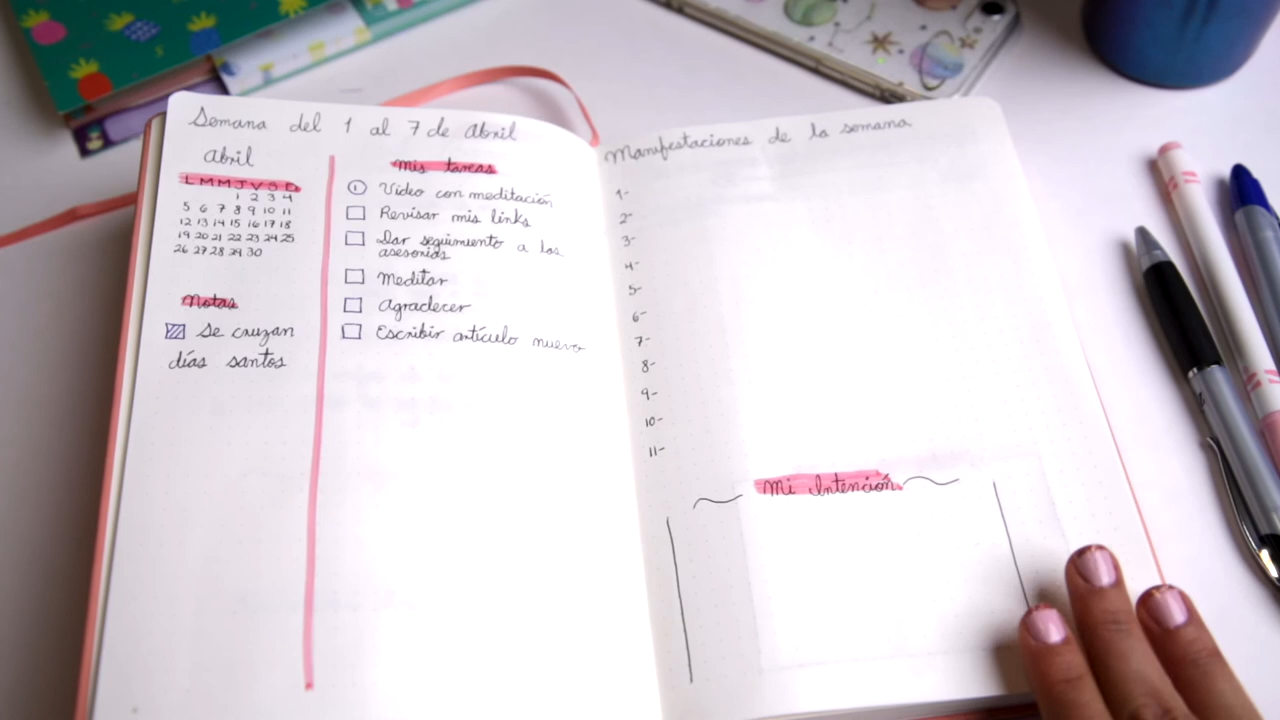 Semana del 1 al 7 de Abril
Abril
L M M J V S D
1 2 3 4
5 6 7 8 9 10 11
12 13 14 15 16 17 18
19 20 21 22 23 24 25
26 27 28 29 30
Notas
Se cruzan
días santos
Mis tareas
1 Video con meditación
Revisar mis links
Dar seguimiento a las
asesorías
Meditar
Agradecer
Escribir artículo nuevo
Manifestaciones de la semana
1-
2-
3-
4-
5-
6-
7-
8-
9-
10-
11-
Mi Intención